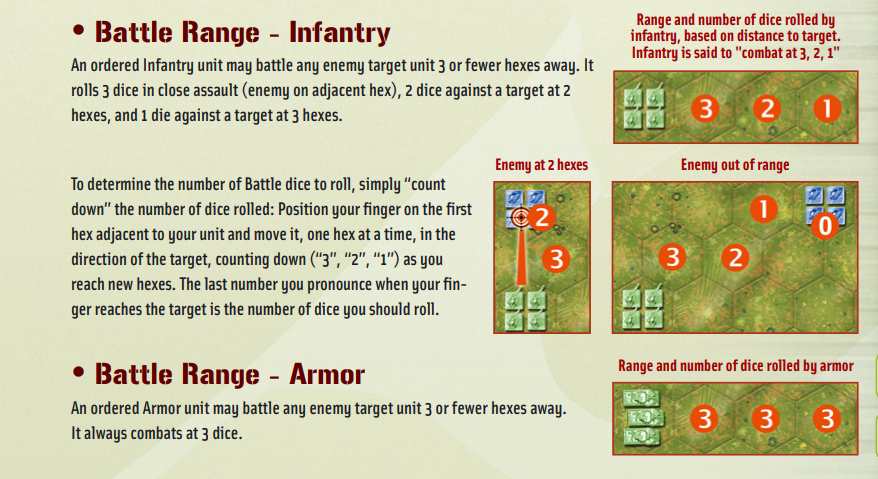 • Battle Range - Infantry
An ordered Infantry unit may battle any enemy target unit 3 or fewer hexes away. It
rolls 3 dice in close assault (enemy on adjacent hex), 2 dice against a target at 2
hexes, and 1 die against a target at 3 hexes.
Range and number of dice rolled by
infantry, based on distance to target.
Infantry is said to "combat at 3, 2, 1"
3 2 1
To determine the number of Battle dice to roll, simply “count
down” the number of dice rolled: Position your finger on the first
hex adjacent to your unit and move it, one hex at a time, in the
direction of the target, counting down (“3”, “2”, “1”) as you
reach new hexes. The last number you pronounce when your fin-
ger reaches the target is the number of dice you should roll.
Enemy at 2 hexes
2
3
Enemy out of range
1
0
3 2
• Battle Range - Armor
An ordered Armor unit may battle any enemy target unit 3 or fewer hexes away.
It always combats at 3 dice.
Range and number of dice rolled by armor
3 3 3